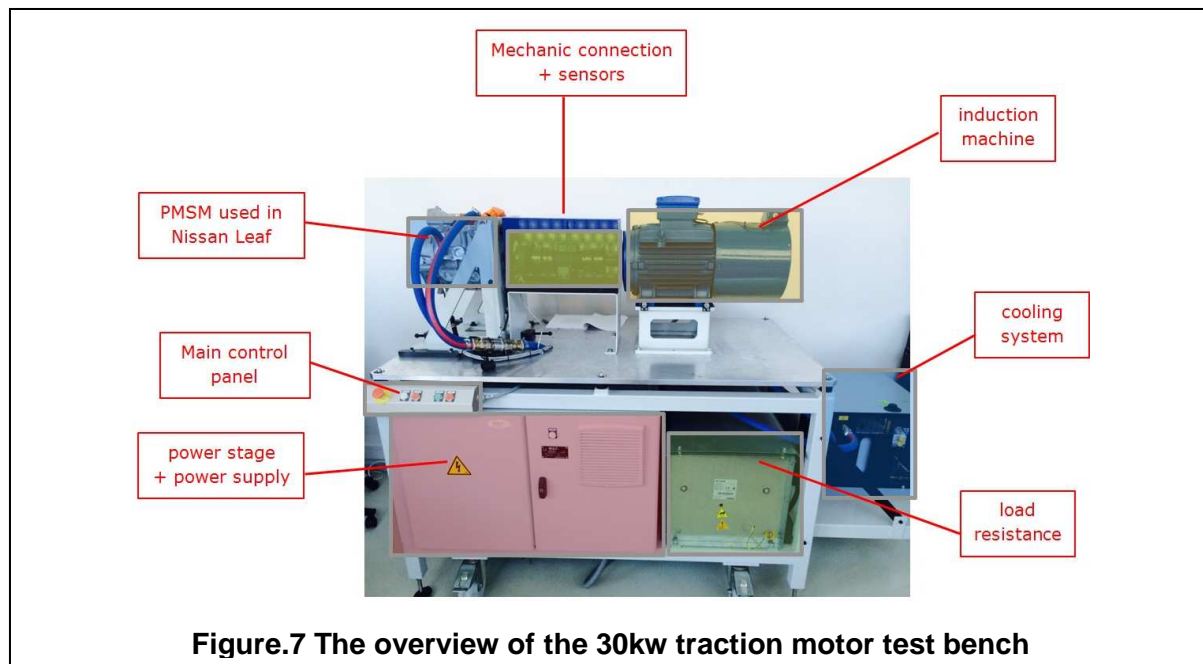 Mechanic connection
+ sensors
induction
machine
PMSM used in
Nissan Leaf
cooling
system
Main control
panel
power stage
+ power supply
load
resistance
Figure.7 The overview of the 30kw traction motor test bench